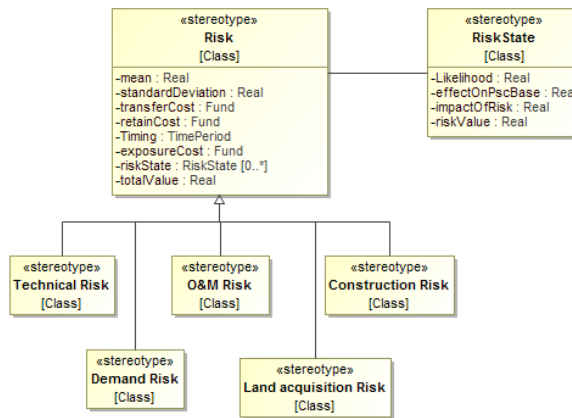 «stereotype»
Risk
[Class]
-mean : Real
-standardDeviation : Real
-transferCost : Fund
-retainCost : Fund
-Timing : TimePeriod
-exposureCost : Fund
-riskState : RiskState [0..*]
-totalValue : Real
«stereotype»
RiskState
[Class]
-Likelihood : Real
-effectOnPscBase : Real
-impactOfRisk : Real
-riskValue : Real
«stereotype»
Technical Risk
[Class]
«stereotype»
O&M Risk
[Class]
«stereotype»
Construction Risk
[Class]
«stereotype»
Demand Risk
[Class]
«stereotype»
Land acquisition Risk
[Class]